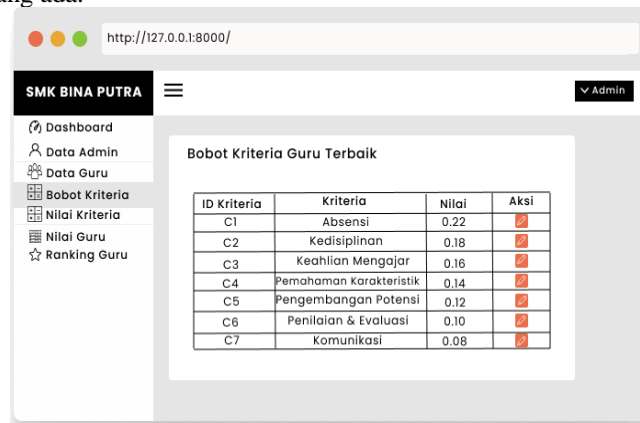 ang ada.
http://127.0.0.1:8000/
SMK BINA PUTRA
Admin
Dashboard
Data Admin
Data Guru
Bobot Kriteria
Nilai Kriteria
Nilai Guru
Ranking Guru
Bobot Kriteria Guru Terbaik
ID Kriteria Kriteria Nilai Aksi
C1 Absensi 0.22
C2 Kedisiplinan 0.18
C3 Keahlian Mengajar 0.16
C4 Pemahaman Karakteristik 0.14
C5 Pengembangan Potensi 0.12
C6 Penilaian & Evaluasi 0.10
C7 Komunikasi 0.08